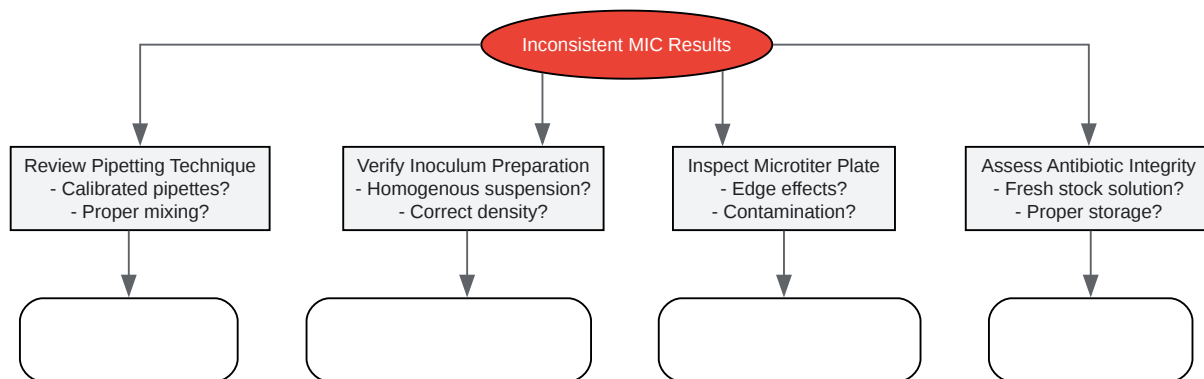 Inconsistent MIC Results
Review Pipetting Technique
- Calibrated pipettes?
- Proper mixing?
Verify Inoculum Preparation
- Homogenous suspension?
- Correct density?
Inspect Microtiter Plate
- Edge effects?
- Contamination?
Assess Antibiotic Integrity
- Fresh stock solution?
- Proper storage?